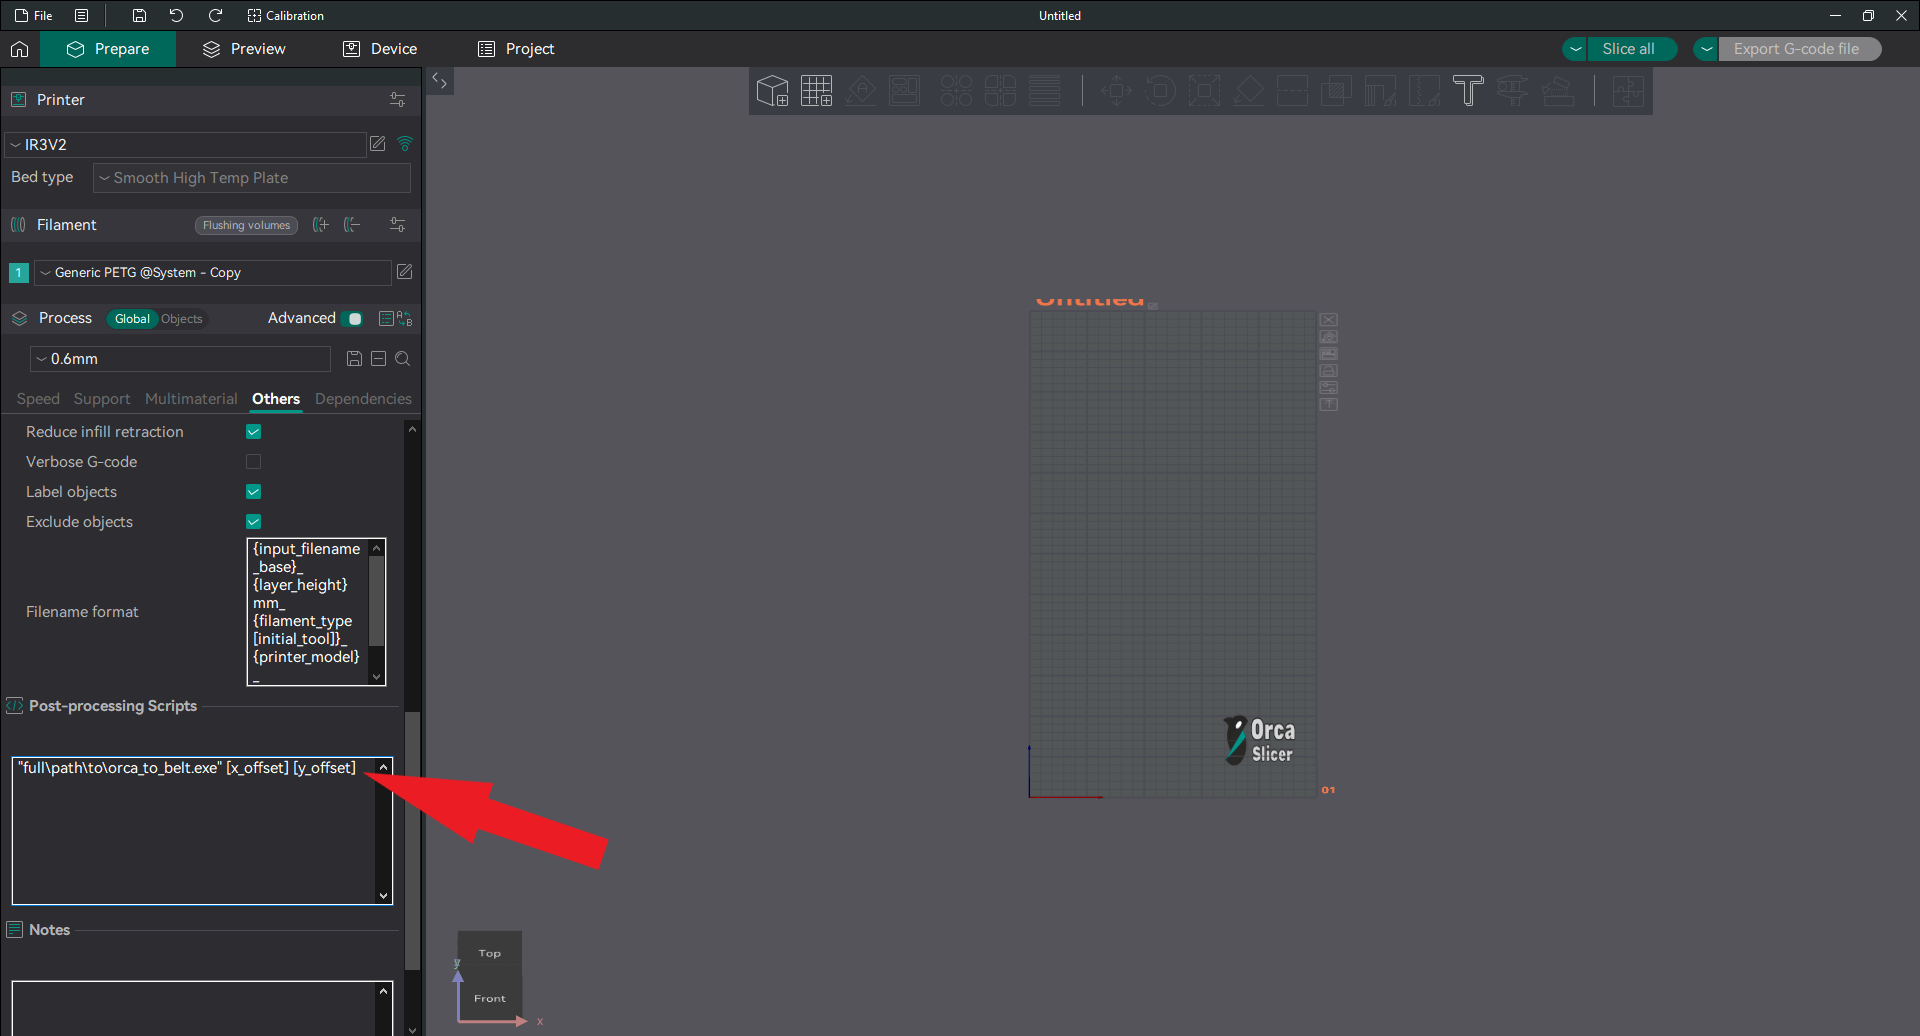 File
Calibration
Untitled
Prepare
Preview
Device
Project
Slice all
Export G-code file
Printer
IR3V2
Bed type
Smooth High Temp Plate
Filament
Flushing volumes
1
Generic PETG @System - Copy
Process
Global
Objects
Advanced
0.6mm
Speed
Support
Multimaterial
Others
Dependencies
Reduce infill retraction
Verbose G-code
Label objects
Exclude objects
Filename format
{input_filename
_base}_
{layer_height}
mm_
{filament_type
[initial_tool]}_
{printer_model}
_
Post-processing Scripts
"full\path\to\orca_to_belt.exe" [x_offset] [y_offset]
Notes
Untitled
Orca
Slicer
01
Top
Front
y
x